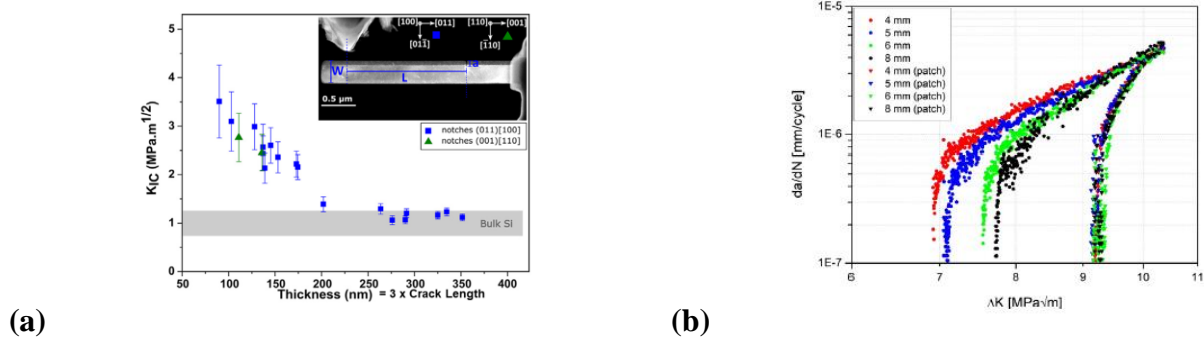 5
4
3
2
1
0
50 100 150 200 250 300 350 400
K_IC (MPa.m^1/2)
Thickness (nm) = 3 x Crack Length
[100] [011]
[01̄1̄]
[110] [001]
[1̄10]
W
L
a
0.5 µm
notches (011)[100]
notches (001)[110]
Bulk Si
(a)
1E-5
1E-6
1E-7
da/dN [mm/cycle]
4 mm
5 mm
6 mm
8 mm
4 mm (patch)
5 mm (patch)
6 mm (patch)
8 mm (patch)
6 7 8 9 10 11
ΔK [MPa√m]
(b)